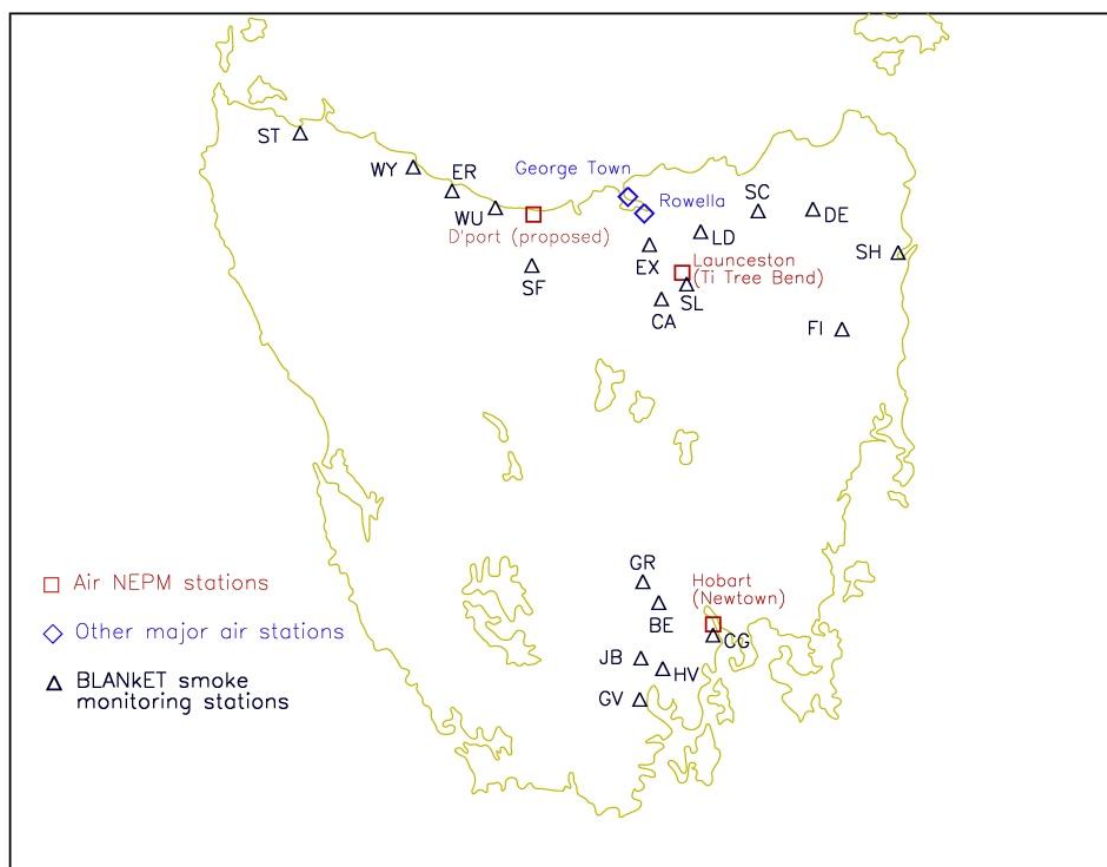 ST
WY
ER
George Town
SC
Rowella
WU
DE
D'port (proposed)
LD
SH
EX
Launceston
(Ti Tree Bend)
SF
SL
CA
FI
GR
Hobart
(Newtown)
Air NEPM stations
BE
Other major air stations
CG
JB
HV
BLANkET smoke
monitoring stations
GV